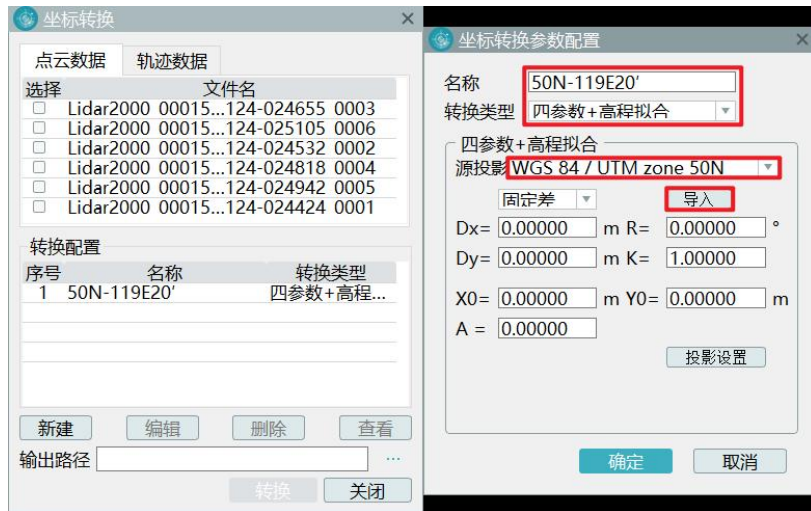 坐标转换
点云数据 轨迹数据
选择 文件名
Lidar2000 00015...124-024655 0003
Lidar2000 00015...124-025105 0006
Lidar2000 00015...124-024532 0002
Lidar2000 00015...124-024818 0004
Lidar2000 00015...124-024942 0005
Lidar2000 00015...124-024424 0001
转换配置
序号 名称 转换类型
1 50N-119E20′ 四参数+高程...
新建 编辑 删除 查看
输出路径 ...
转换 关闭
坐标转换参数配置
名称 50N-119E20′
转换类型 四参数+高程拟合
四参数+高程拟合
源投影 WGS 84 / UTM zone 50N
固定差 导入
Dx= 0.00000 m R= 0.00000 °
Dy= 0.00000 m K= 1.00000
X0= 0.00000 m Y0= 0.00000 m
A = 0.00000
投影设置
确定 取消